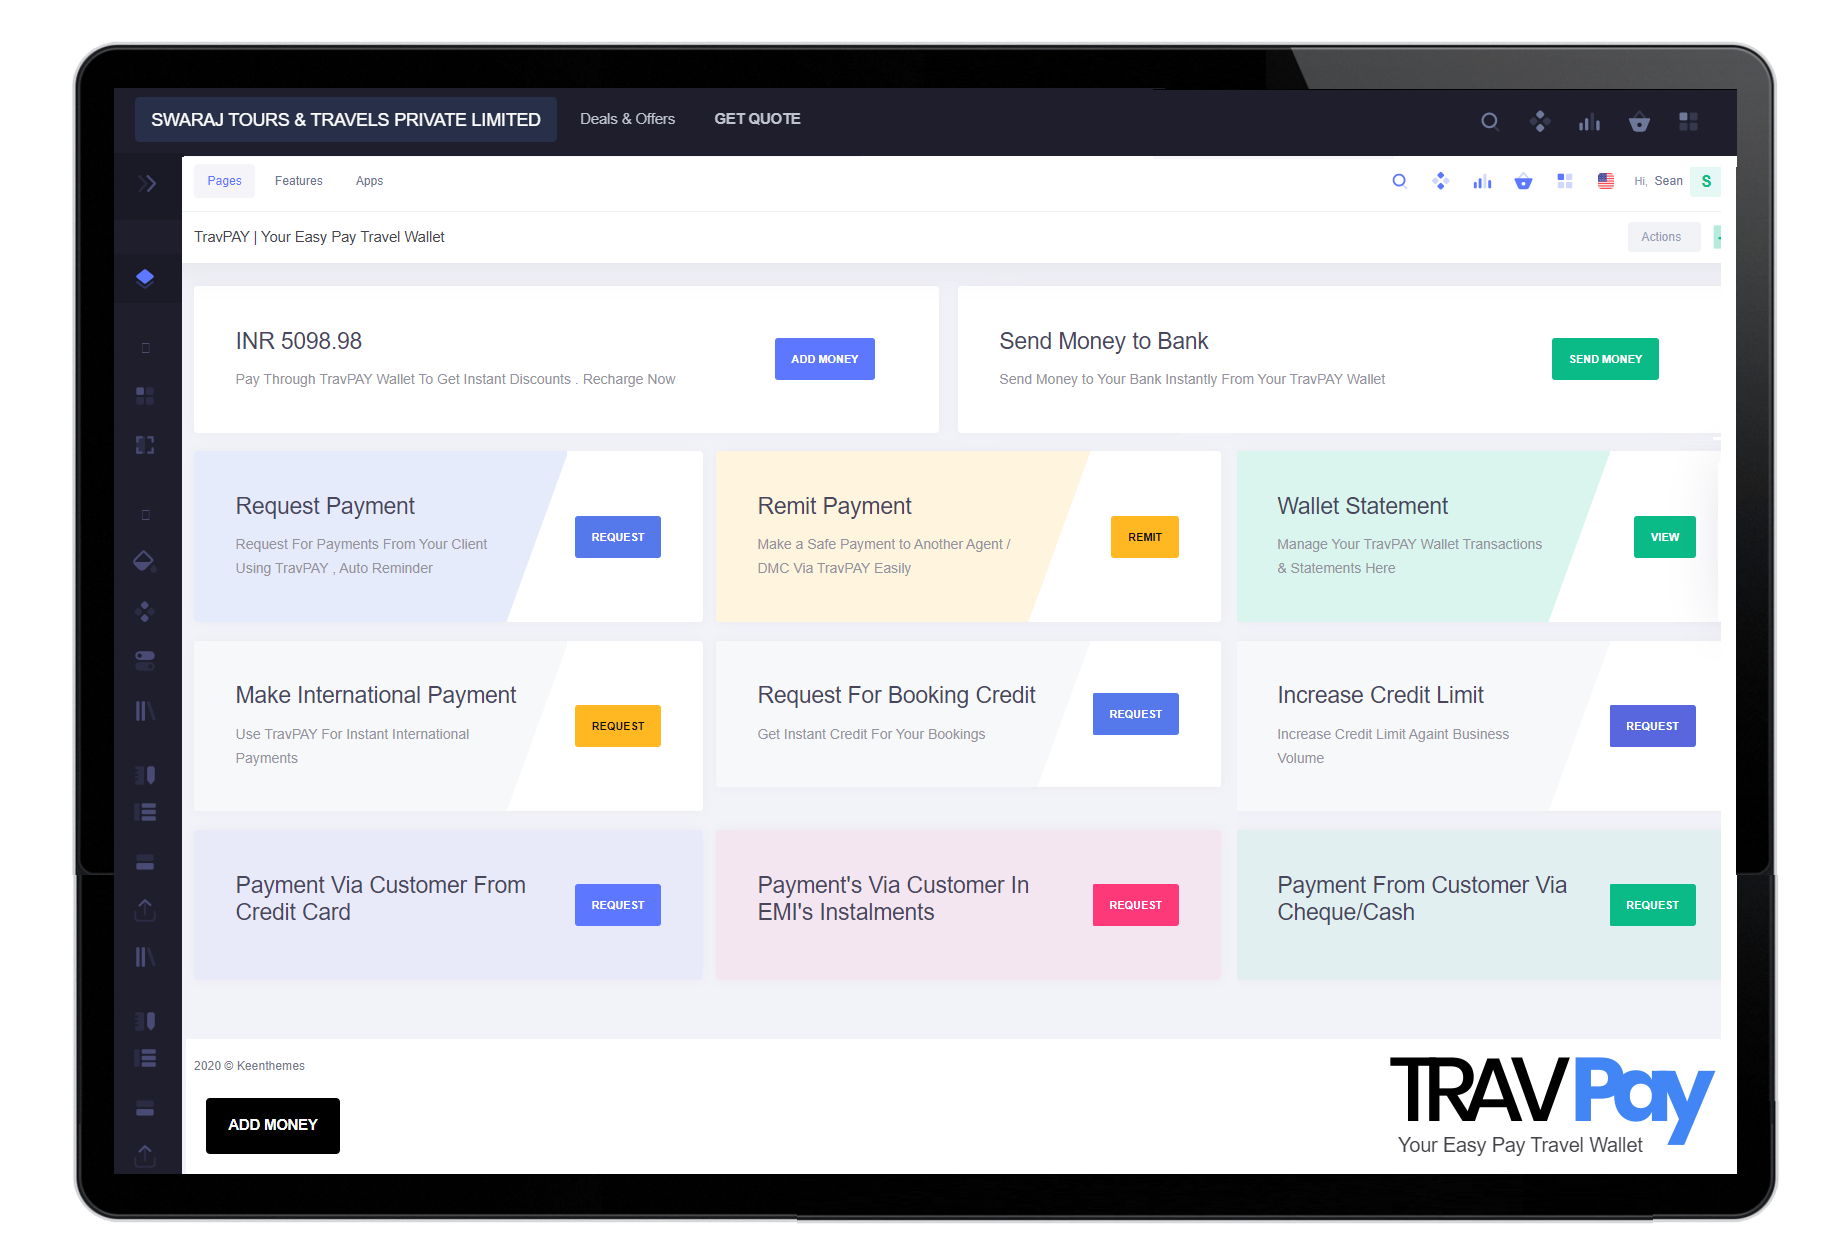 SWARAJ TOURS & TRAVELS PRIVATE LIMITED
Deals & Offers
GET QUOTE
Pages
Features
Apps
Hi, Sean
S
TravPAY | Your Easy Pay Travel Wallet
Actions
INR 5098.98
Pay Through TravPAY Wallet To Get Instant Discounts . Recharge Now
ADD MONEY
Send Money to Bank
Send Money to Your Bank Instantly From Your TravPAY Wallet
SEND MONEY
Request Payment
Request For Payments From Your Client
Using TravPAY , Auto Reminder
REQUEST
Remit Payment
Make a Safe Payment to Another Agent /
DMC Via TravPAY Easily
REMIT
Wallet Statement
Manage Your TravPAY Wallet Transactions
& Statements Here
VIEW
Make International Payment
Use TravPAY For Instant International
Payments
REQUEST
Request For Booking Credit
Get Instant Credit For Your Bookings
REQUEST
Increase Credit Limit
Increase Credit Limit Againt Business
Volume
REQUEST
Payment Via Customer From
Credit Card
REQUEST
Payment's Via Customer In
EMI's Instalments
REQUEST
Payment From Customer Via
Cheque/Cash
REQUEST
2020 © Keenthemes
ADD MONEY
TRAVPay
Your Easy Pay Travel Wallet